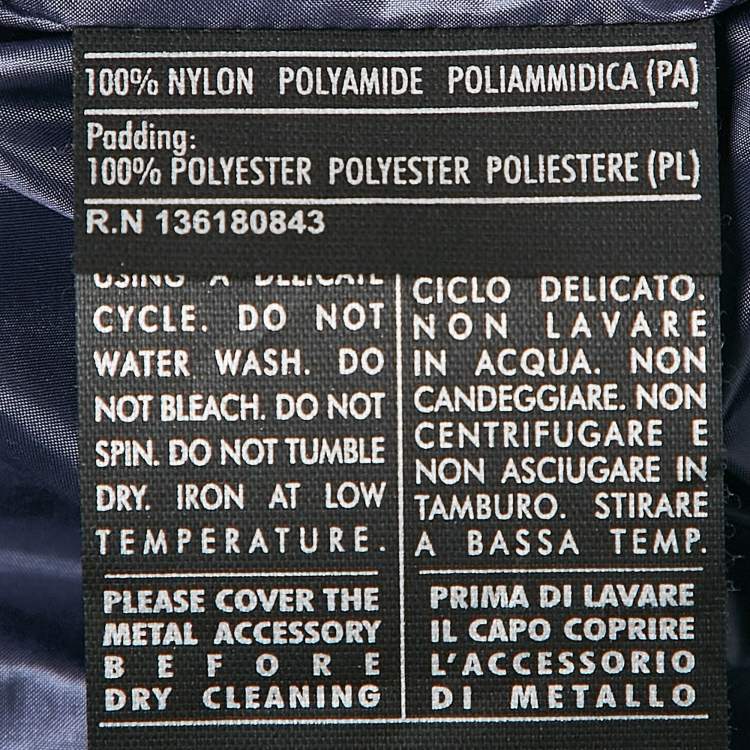 100% NYLON POLYAMIDE POLIAMMIDICA (PA)
Padding:
100% POLYESTER POLYESTER POLIESTERE (PL)
R.N 136180843
USING A DELICATE
CYCLE. DO NOT
WATER WASH. DO
NOT BLEACH. DO NOT
SPIN. DO NOT TUMBLE
DRY. IRON AT LOW
TEMPERATURE.
PLEASE COVER THE
METAL ACCESSORY
BEFORE
DRY CLEANING
CICLO DELICATO.
NON LAVARE
IN ACQUA. NON
CANDEGGIARE. NON
CENTRIFUGARE E
NON ASCIUGARE IN
TAMBURO. STIRARE
A BASSA TEMP.
PRIMA DI LAVARE
IL CAPO COPRIRE
L'ACCESSORIO
DI METALLO